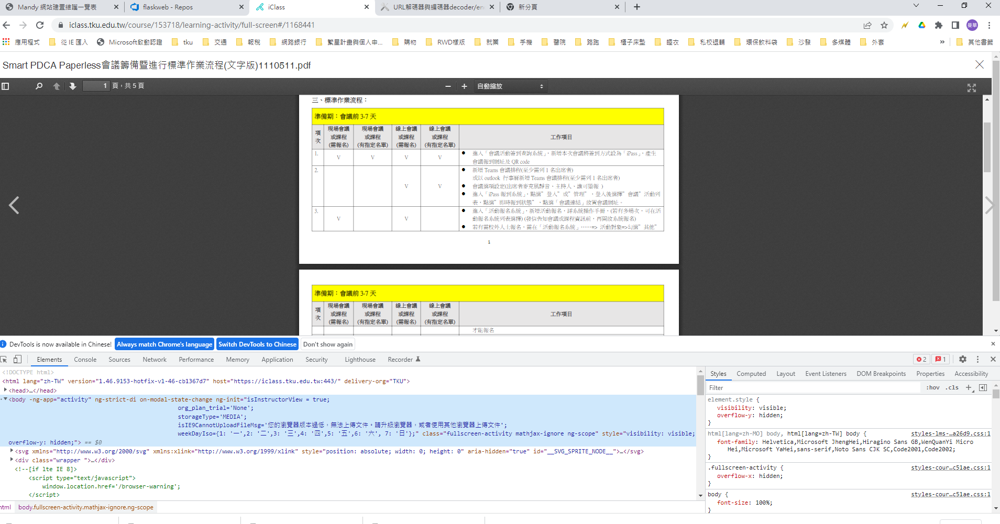 Mandy 網站建置維護一覽表
flaskweb - Repos
iClass
URL解碼器與編碼器decoder/en
新分頁
iclass.tku.edu.tw/course/153718/learning-activity/full-screen#/1168441
曼華
應用程式
從 IE 匯入
Microsoft啟動認證
tku
交通
報稅
網路銀行
繁星計畫與個人申...
購物
RWD樣版
就業
手機
醫院
路跑
櫃子床墊
睡衣
私校退輔
環保飲料袋
沙發
多媒體
外套
»
其他書籤
Smart PDCA Paperless會議籌備暨進行標準作業流程(文字版)1110511.pdf
1 頁，共 5 頁
自動縮放
三、標準作業流程：
準備期：會議前 3-7 天
項次
現場會議或課程(需報名)
現場會議或課程(有指定名單)
線上會議或課程(需報名)
線上會議或課程(有指定名單)
工作項目
1.
V V V V
● 進入「會議活動簽到查詢系統」，新增本次會議將簽到方式設為「iPass」，產生
會議報到網址及 QR code
2.
V V
● 新增 Teams 會議排程(至少需列 1 名出席者)
或以 outlook 行事曆新增 Teams 會議排程(至少需列 1 名出席者)
● 會議選項設定(出席者麥克風靜音、主持人、誰可簡報 )
● 進入「iPass 報到系統」，點選”登入”或”管理”，登入後選擇”會議”活動列
表，點選”即時報到狀態”，點選「會議連結」放置會議網址。
3.
V V
● 進入「活動報名系統」，新增活動報名，詳系統操作手冊，(若有多場次，可在活
動報名系統列表選擇) (發信告知會議或課程資訊前，再開放系統報名)
● 若有需校外人士報名，需在「活動報名系統」……=> 活動對象=>勾選”其他”
1
準備期：會議前 3-7 天
項次
現場會議或課程(需報名)
現場會議或課程(有指定名單)
線上會議或課程(需報名)
線上會議或課程(有指定名單)
工作項目
才能報名
DevTools is now available in Chinese!
Always match Chrome's language
Switch DevTools to Chinese
Don't show again
Elements
Console
Sources
Network
Performance
Memory
Application
Security
Lighthouse
Recorder
2
1
<!DOCTYPE html>
<html lang="zh-TW" version="1.46.9153-hotfix-v1-46-cb1367d7" host="https://iclass.tku.edu.tw:443/" delivery-org="TKU">
<head>…</head>
<body -ng-app="activity" ng-strict-di on-modal-state-change ng-init="isInstructorView = true;
org_plan_trial='None';
storageType='MEDIA';
isIE9CannotUploadFileMsg='您的瀏覽器版本過低，無法上傳文件。請升級瀏覽器，或者使用其他瀏覽器上傳文件';
weekDayIso={1: '一',2: '二',3: '三',4: '四',5: '五',6: '六', 7: '日'};" class="fullscreen-activity mathjax-ignore ng-scope" style="visibility: visible;
overflow-y: hidden;"> == $0
<svg xmlns="http://www.w3.org/2000/svg" xmlns:xlink="http://www.w3.org/1999/xlink" style="position: absolute; width: 0; height: 0" aria-hidden="true" id="__SVG_SPRITE_NODE__">…</svg>
<div class="wrapper ">…</div>
<!--[if lte IE 8]>
<script type="text/javascript">
window.location.href='/browser-warning';
</script>
html
body.fullscreen-activity.mathjax-ignore.ng-scope
Styles
Computed
Layout
Event Listeners
DOM Breakpoints
Properties
Accessibility
Filter
:hov
.cls
element.style {
visibility: visible;
overflow-y: hidden;
}
html[lang=zh-MO] body, html[lang=zh-TW] body {
styles-lms-…a26d9.css:1
font-family: Helvetica,Microsoft JhengHei,Hiragino Sans GB,WenQuanYi Micro
Hei,Microsoft YaHei,sans-serif,Noto Sans CJK SC,Code2001,Code2002;
}
.fullscreen-activity {
styles-cour…c51ae.css:1
overflow-x: hidden;
}
body {
styles-cour…c51ae.css:1
font-size: 100%;
}